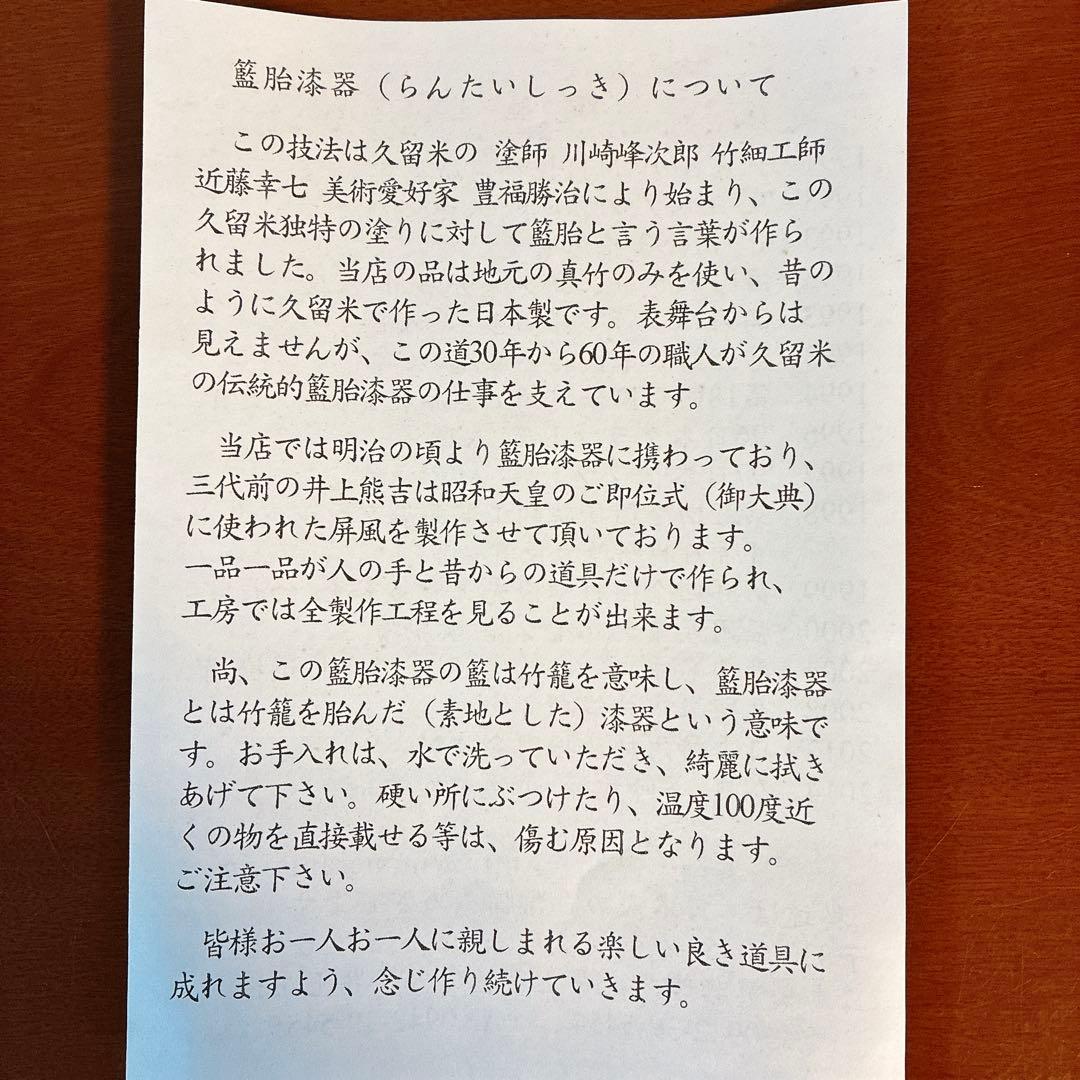 籃胎漆器（らんたいしっき）について
この技法は久留米の 塗師 川崎峰次郎 竹細工師
近藤幸七 美術愛好家 豊福勝治により始まり、この
久留米独特の塗りに対して籃胎と言う言葉が作ら
れました。当店の品は地元の真竹のみを使い、昔の
ように久留米で作った日本製です。表舞台からは
見えませんが、この道30年から60年の職人が久留米
の伝統的籃胎漆器の仕事を支えています。
当店では明治の頃より籃胎漆器に携わっており、
三代前の井上熊吉は昭和天皇のご即位式（御大典）
に使われた屏風を製作させて頂いております。
一品一品が人の手と昔からの道具だけで作られ、
工房では全製作工程を見ることが出来ます。
尚、この籃胎漆器の籃は竹籠を意味し、籃胎漆器
とは竹籠を胎んだ（素地とした）漆器という意味で
す。お手入れは、水で洗っていただき、綺麗に拭き
あげて下さい。硬い所にぶつけたり、温度100度近
くの物を直接載せる等は、傷む原因となります。
ご注意下さい。
皆様お一人お一人に親しまれる楽しい良き道具に
成れますよう、念じ作り続けていきます。